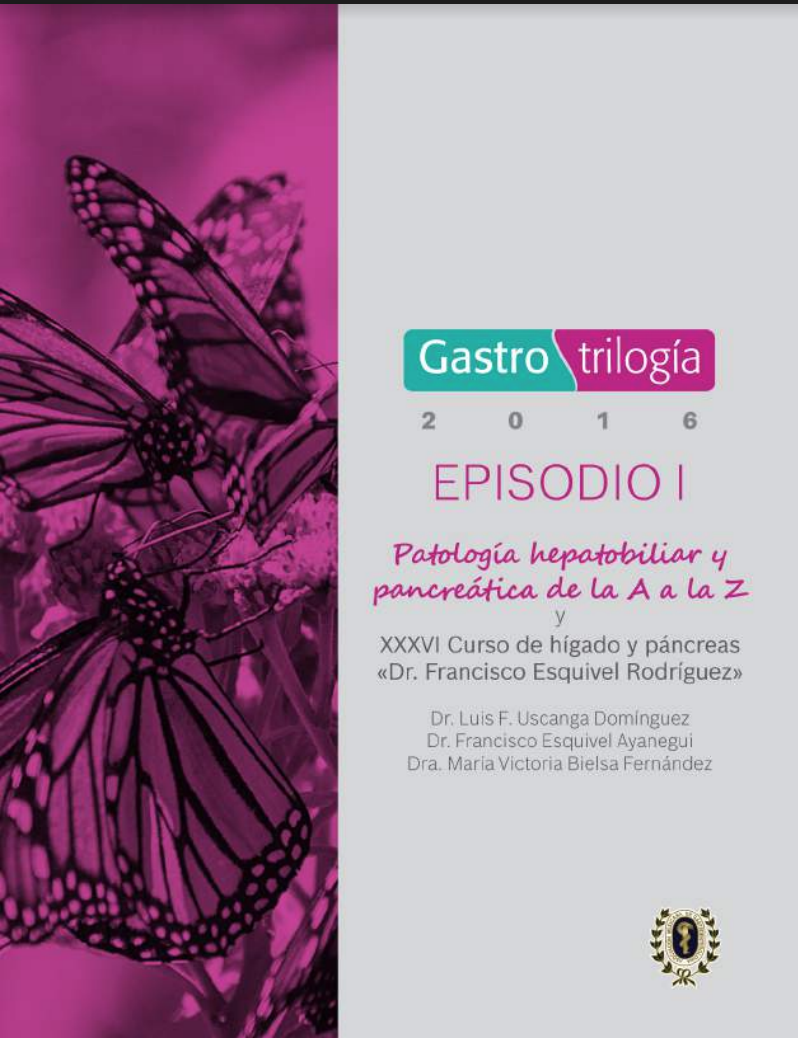 Gastro trilogía
2 0 1 6
EPISODIO I
Patología hepatobiliar y
pancreática de la A a la Z
y
XXXVI Curso de hígado y páncreas
«Dr. Francisco Esquivel Rodríguez»
Dr. Luis F. Uscanga Domínguez
Dr. Francisco Esquivel Ayanegui
Dra. María Victoria Bielsa Fernández